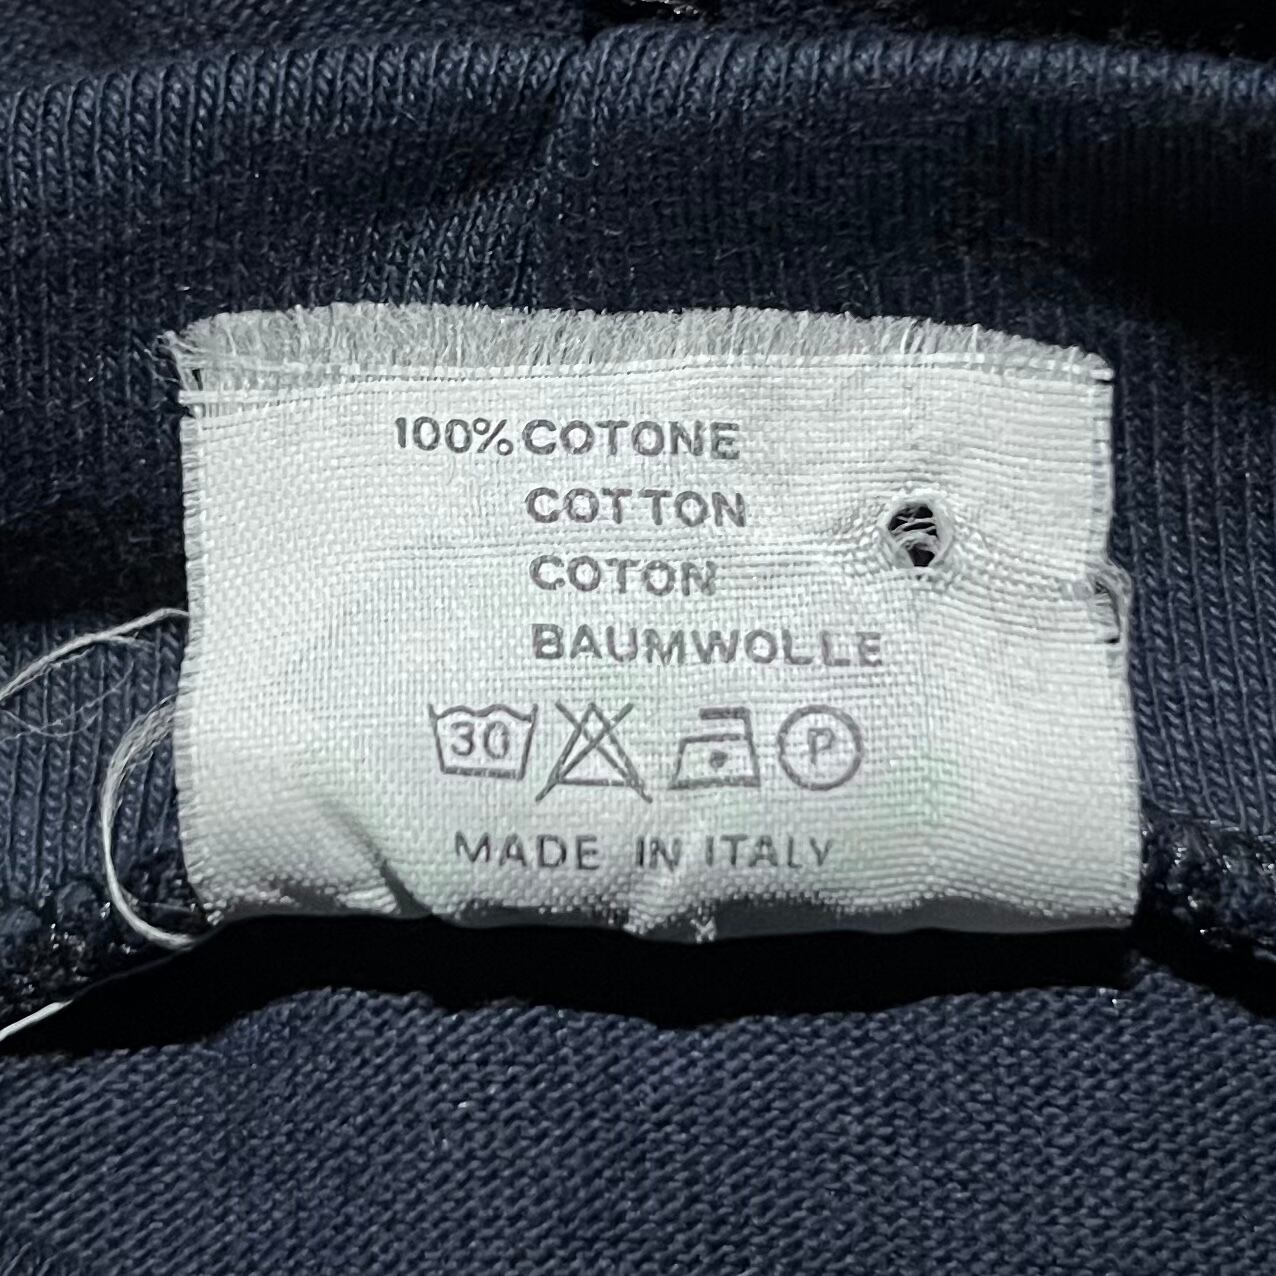 100% COTONE
COTTON
COTON
BAUMWOLLE
30 P
MADE IN ITALY